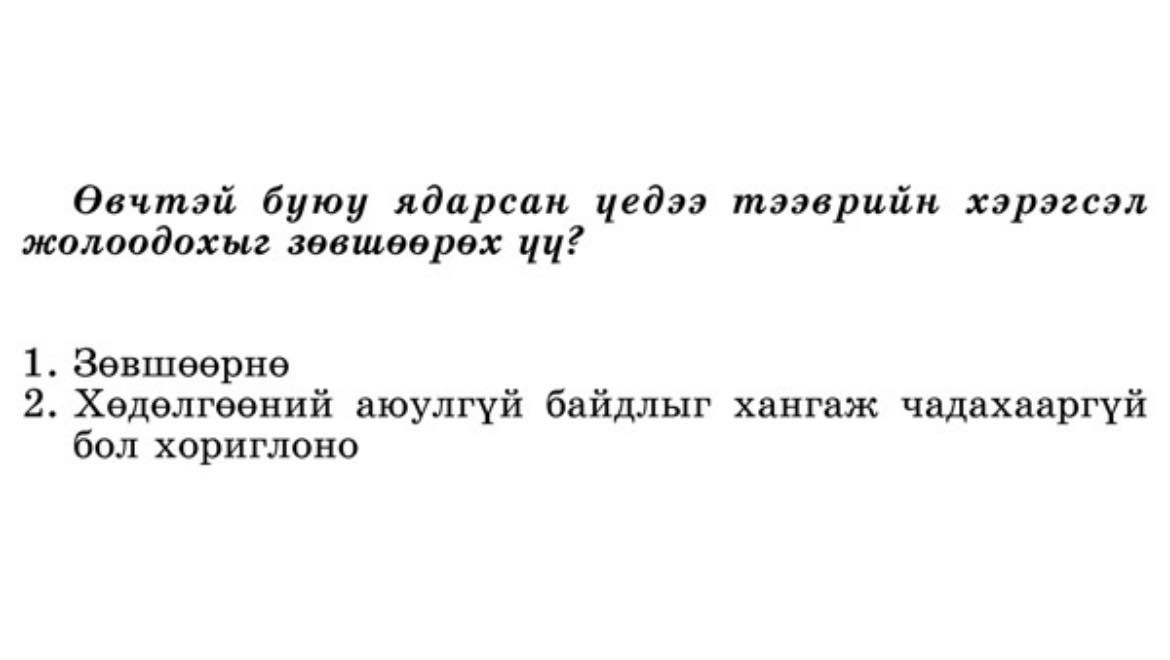 Өвчтэй буюу ядарсан үедээ тээврийн хэрэгсэл
жолоодохыг зөвшөөрөх үү?
1. Зөвшөөрнө
2. Хөдөлгөөний аюулгүй байдлыг хангаж чадахааргүй
бол хориглоно